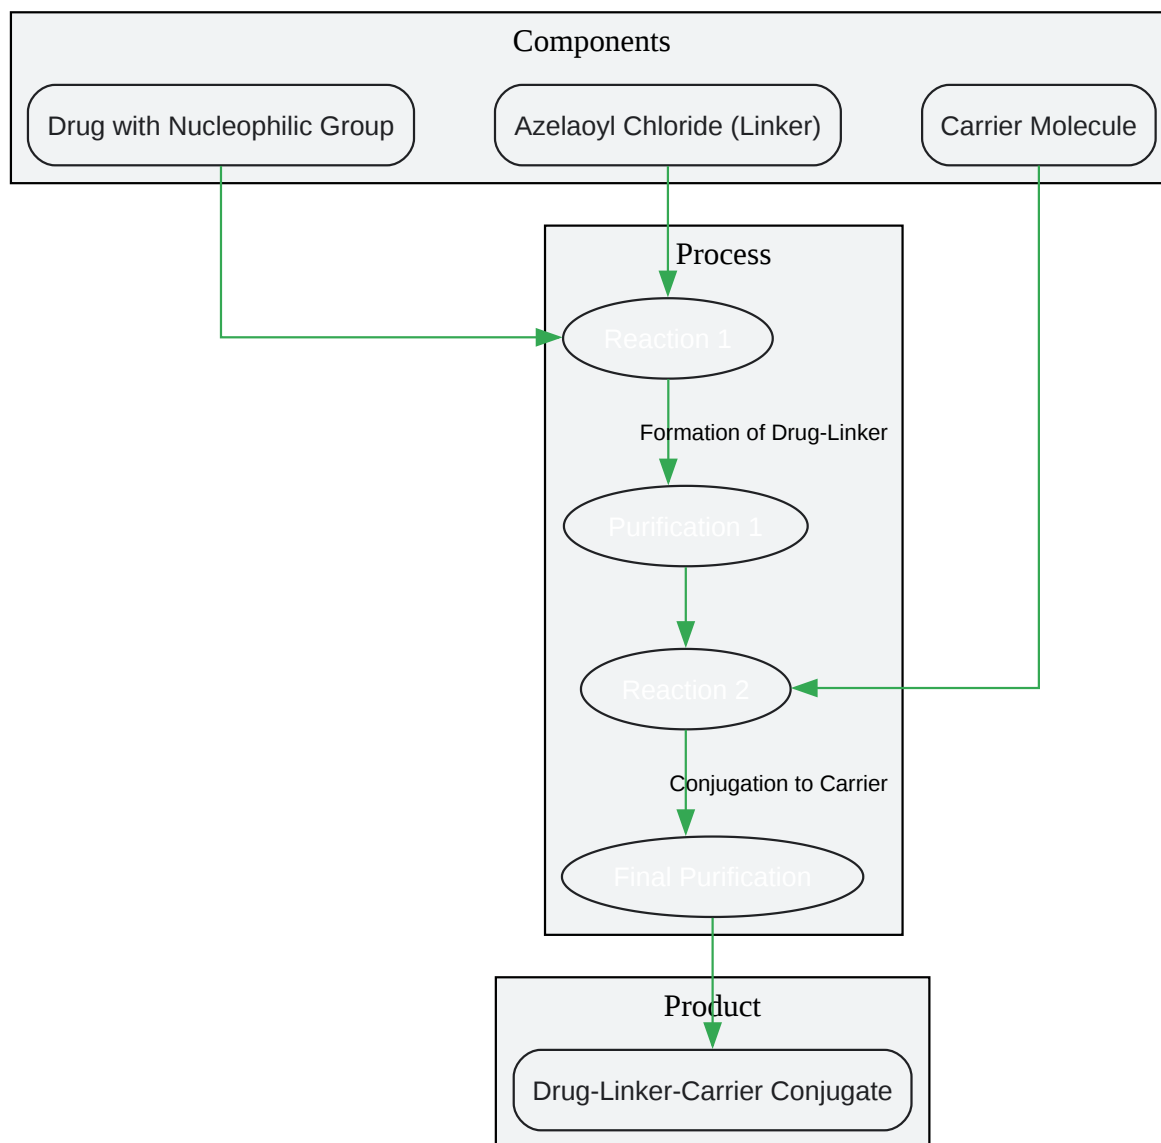 Components
Drug with Nucleophilic Group
Azelaoyl Chloride (Linker)
Carrier Molecule
Process
Reaction 1
Formation of Drug-Linker
Purification 1
Reaction 2
Conjugation to Carrier
Final Purification
Product
Drug-Linker-Carrier Conjugate